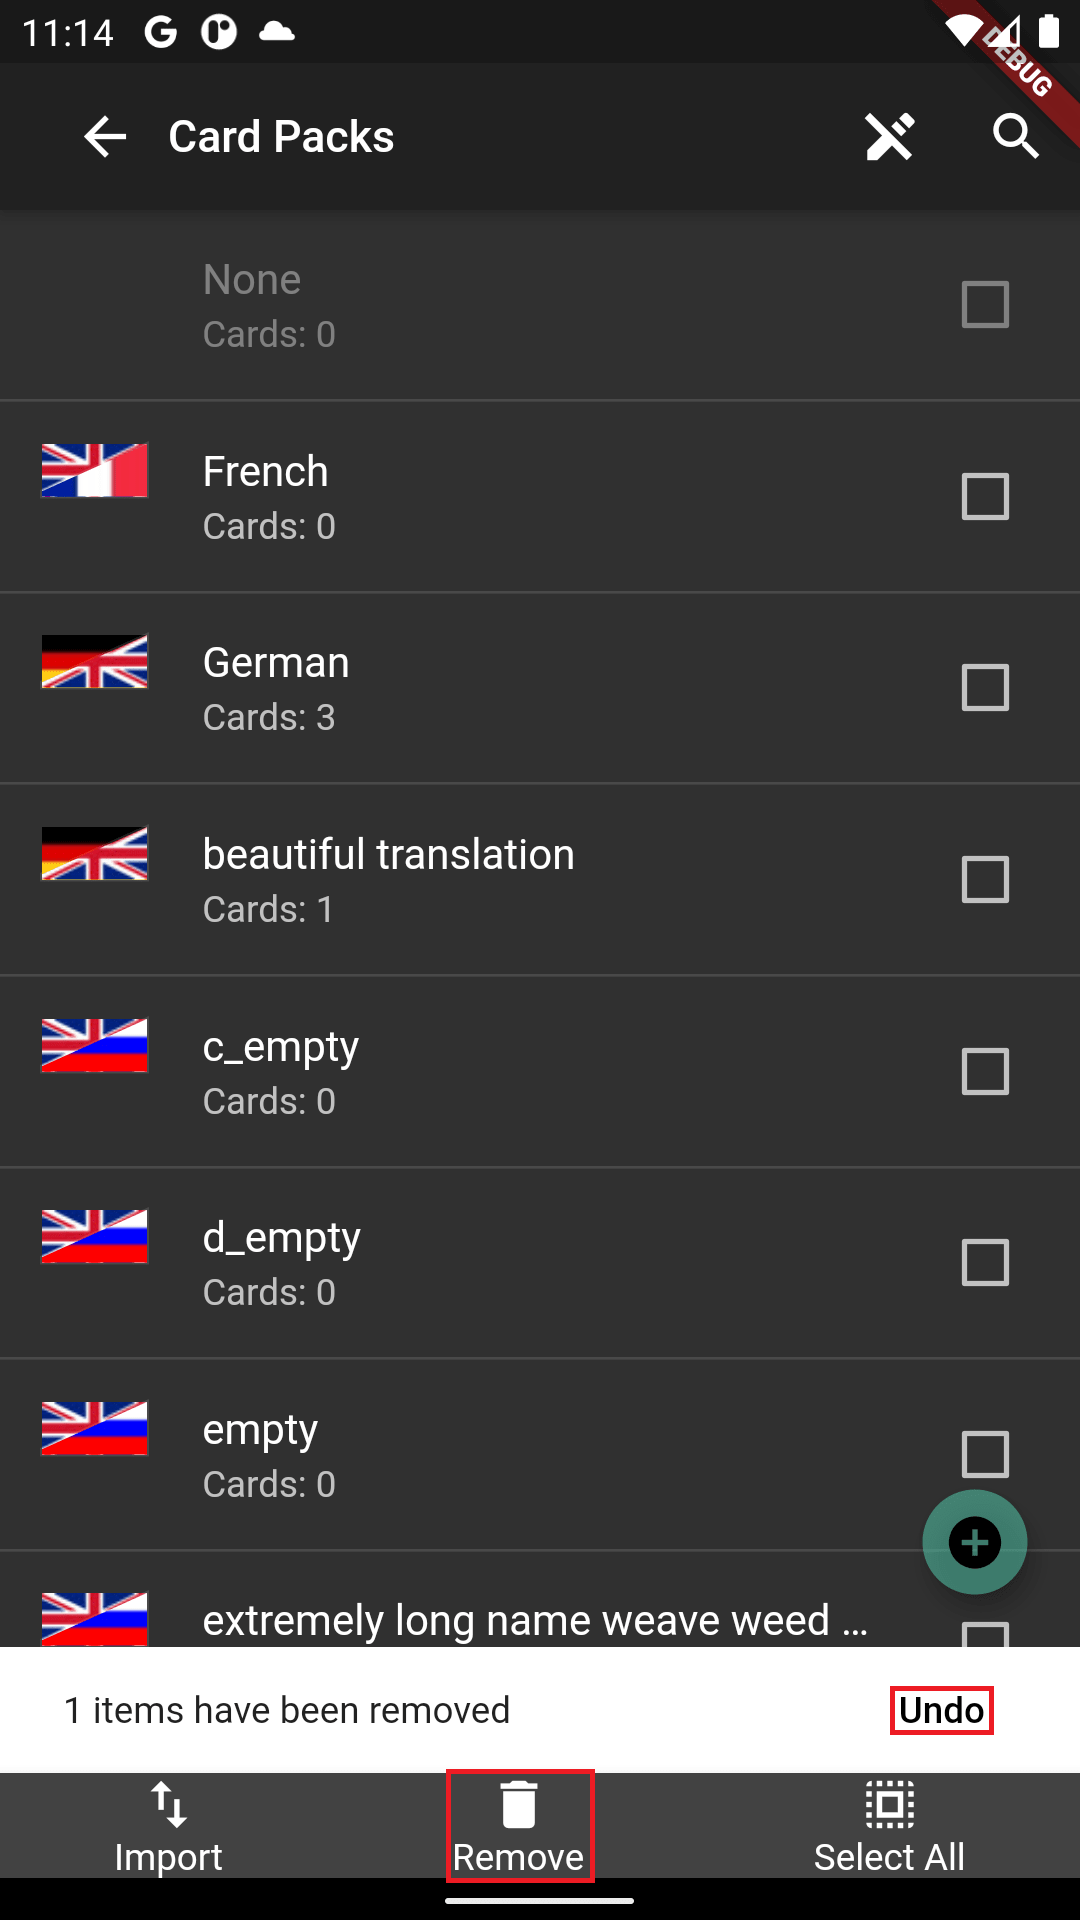 11:14
DEBUG
Card Packs
None
Cards: 0
French
Cards: 0
German
Cards: 3
beautiful translation
Cards: 1
c_empty
Cards: 0
d_empty
Cards: 0
empty
Cards: 0
extremely long name weave weed ...
1 items have been removed Undo
Import Remove Select All